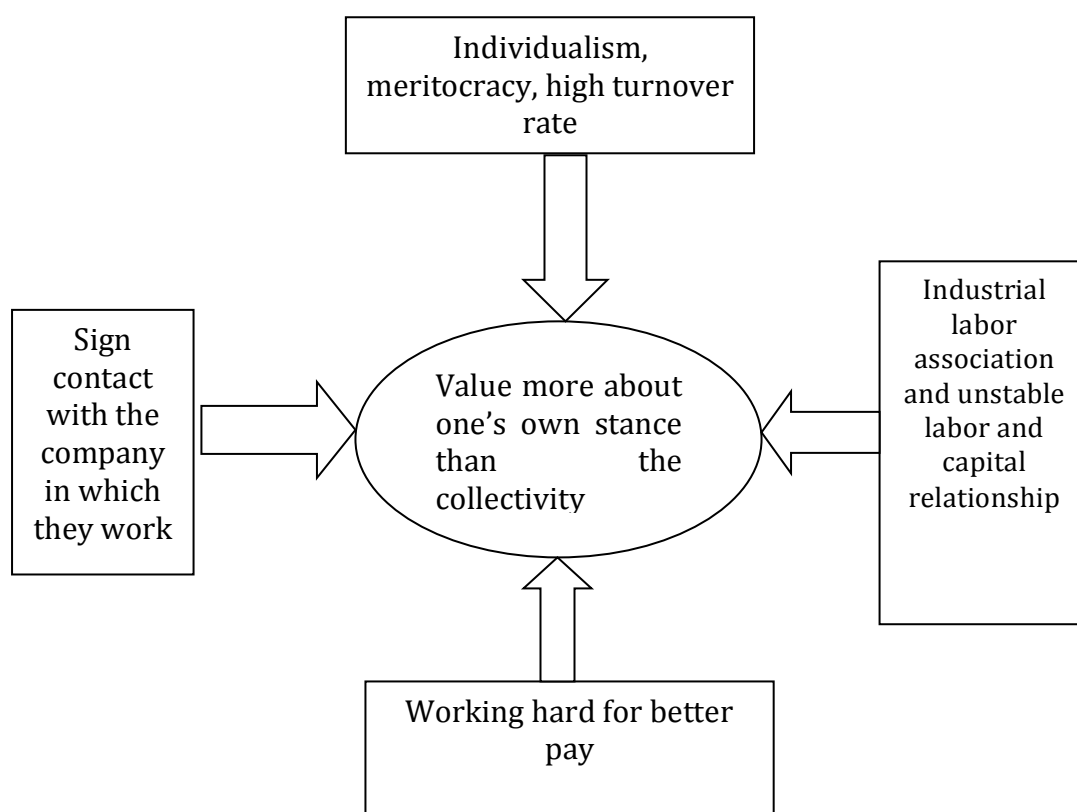 Individualism,
meritocracy, high turnover
rate
Sign
contact
with the
company
in which
they work
Value more about
one’s own stance
than the
collectivity
Industrial
labor
association
and unstable
labor and
capital
relationship
Working hard for better
pay